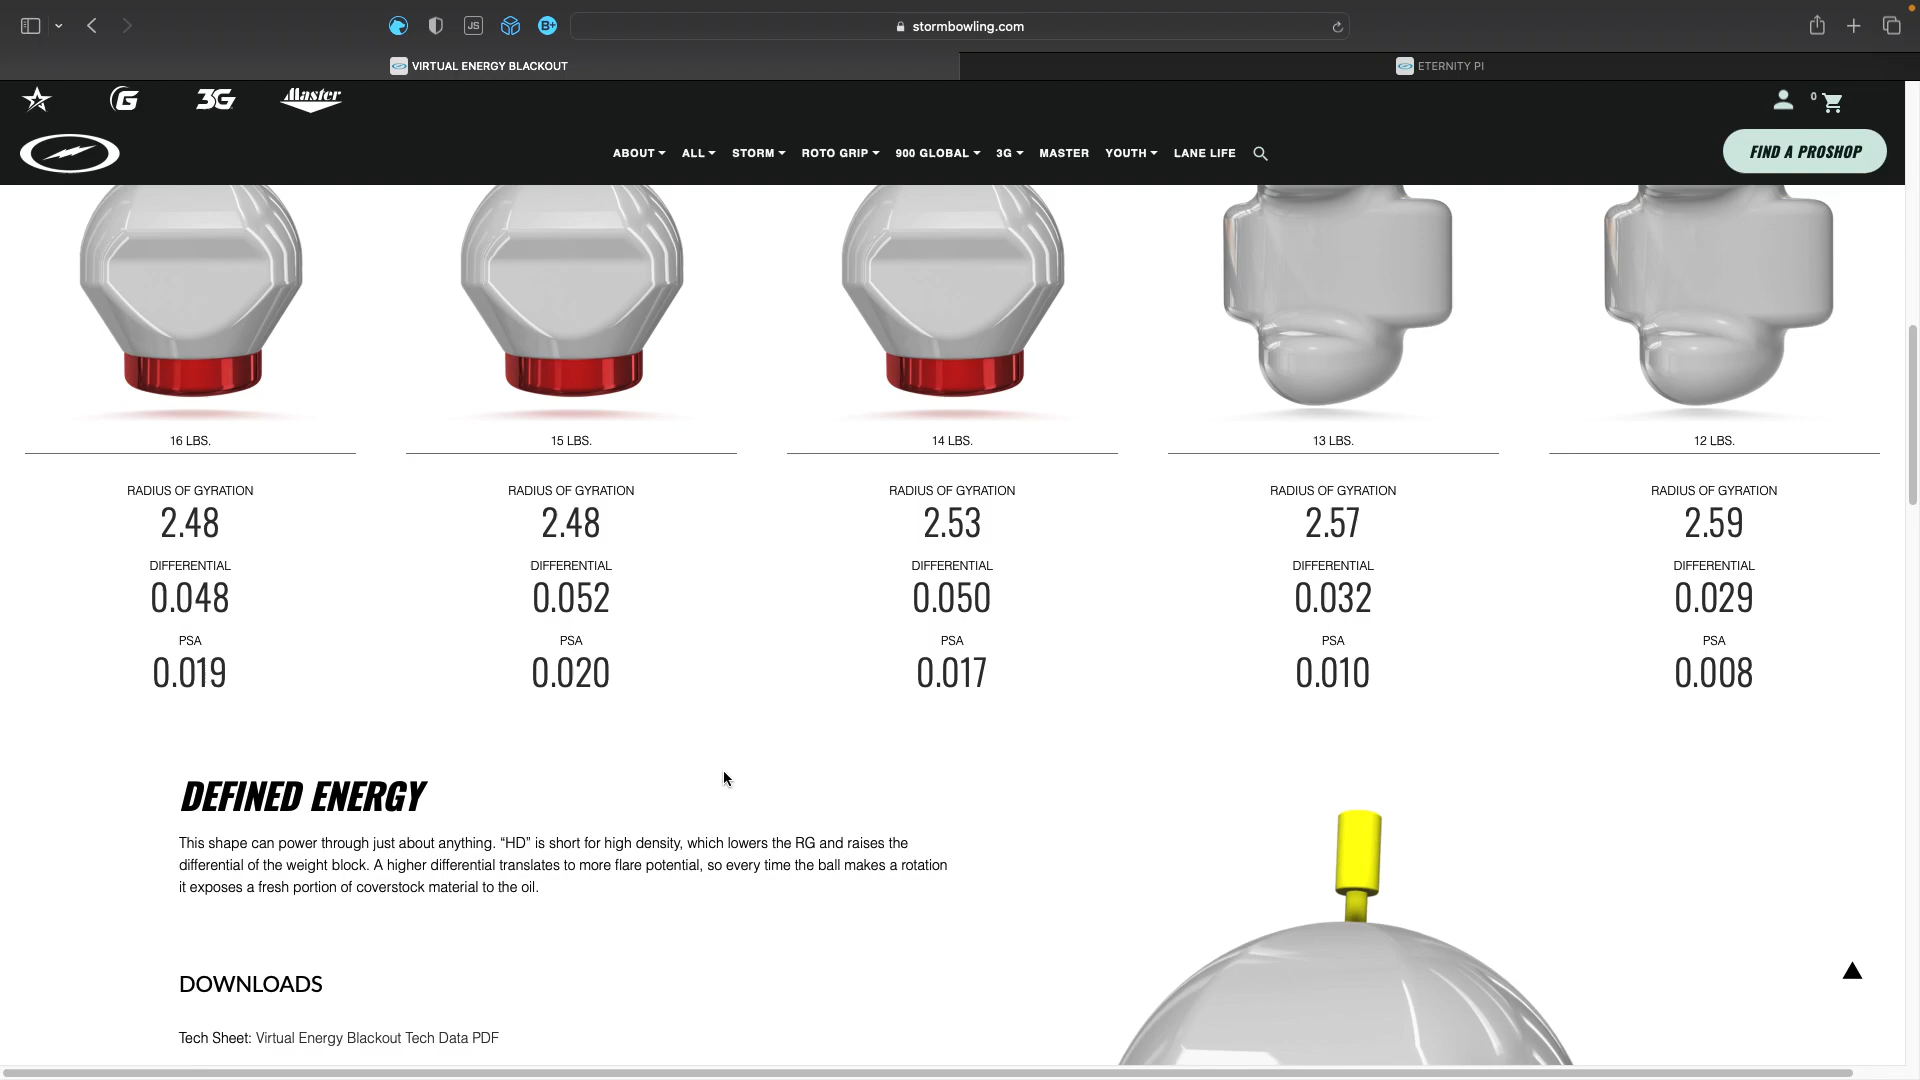 JS
B+
stormbowling.com
VIRTUAL ENERGY BLACKOUT
ETERNITY PI
G
3G
Master
0
ABOUT
ALL
STORM
ROTO GRIP
900 GLOBAL
3G
MASTER
YOUTH
LANE LIFE
FIND A PROSHOP
16 LBS.
15 LBS.
14 LBS.
13 LBS.
12 LBS.
RADIUS OF GYRATION
RADIUS OF GYRATION
RADIUS OF GYRATION
RADIUS OF GYRATION
RADIUS OF GYRATION
2.48
2.48
2.53
2.57
2.59
DIFFERENTIAL
DIFFERENTIAL
DIFFERENTIAL
DIFFERENTIAL
DIFFERENTIAL
0.048
0.052
0.050
0.032
0.029
PSA
PSA
PSA
PSA
PSA
0.019
0.020
0.017
0.010
0.008
DEFINED ENERGY
This shape can power through just about anything. “HD” is short for high density, which lowers the RG and raises the
differential of the weight block. A higher differential translates to more flare potential, so every time the ball makes a rotation
it exposes a fresh portion of coverstock material to the oil.
DOWNLOADS
Tech Sheet: Virtual Energy Blackout Tech Data PDF